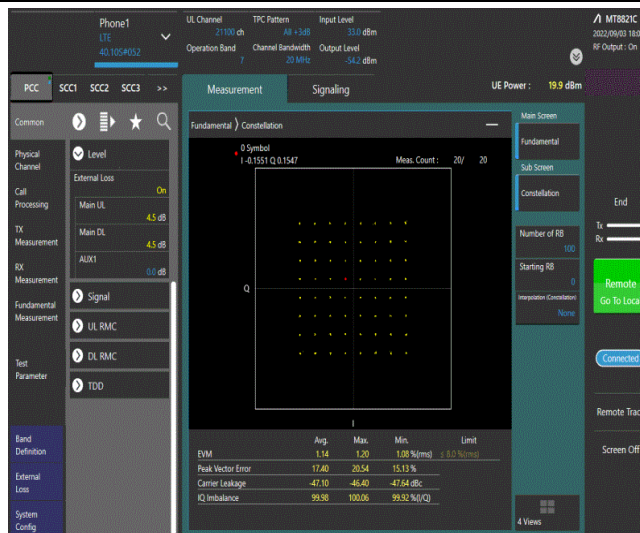 Phone1
LTE
40.105#052
UL Channel
21100 ch
TPC Pattern
All +3dB
Input Level
33.0 dBm
Operation Band
7
Channel Bandwidth
20 MHz
Output Level
-54.2 dBm
MT8821C
2022/09/03 18:0
RF Output : On
PCC
SCC1
SCC2
SCC3
>>
Measurement
Signaling
UE Power : 19.9 dBm
Common
Physical
Channel
Call
Processing
TX
Measurement
RX
Measurement
Fundamental
Measurement
Test
Parameter
Band
Definition
External
Loss
System
Config
Level
External Loss
On
Main UL
4.5 dB
Main DL
4.5 dB
AUX1
0.0 dB
Signal
UL RMC
DL RMC
TDD
Fundamental 〉 Constellation
0 Symbol
I -0.1551 Q 0.1547
Meas. Count : 20/ 20
Q
I
Avg. Max. Min. Limit
EVM 1.14 1.20 1.08 %(rms) ≤ 8.0 %(rms)
Peak Vector Error 17.40 20.54 15.13 %
Carrier Leakage -47.10 -46.40 -47.64 dBc
IQ Imbalance 99.98 100.06 99.92 %(I/Q)
Main Screen
Fundamental
Sub Screen
Constellation
Number of RB
100
Starting RB
0
Interpolation (Constellation)
None
4 Views
End
Tx
Rx
Remote
Go To Loca
Connected
Remote Trac
Screen Off